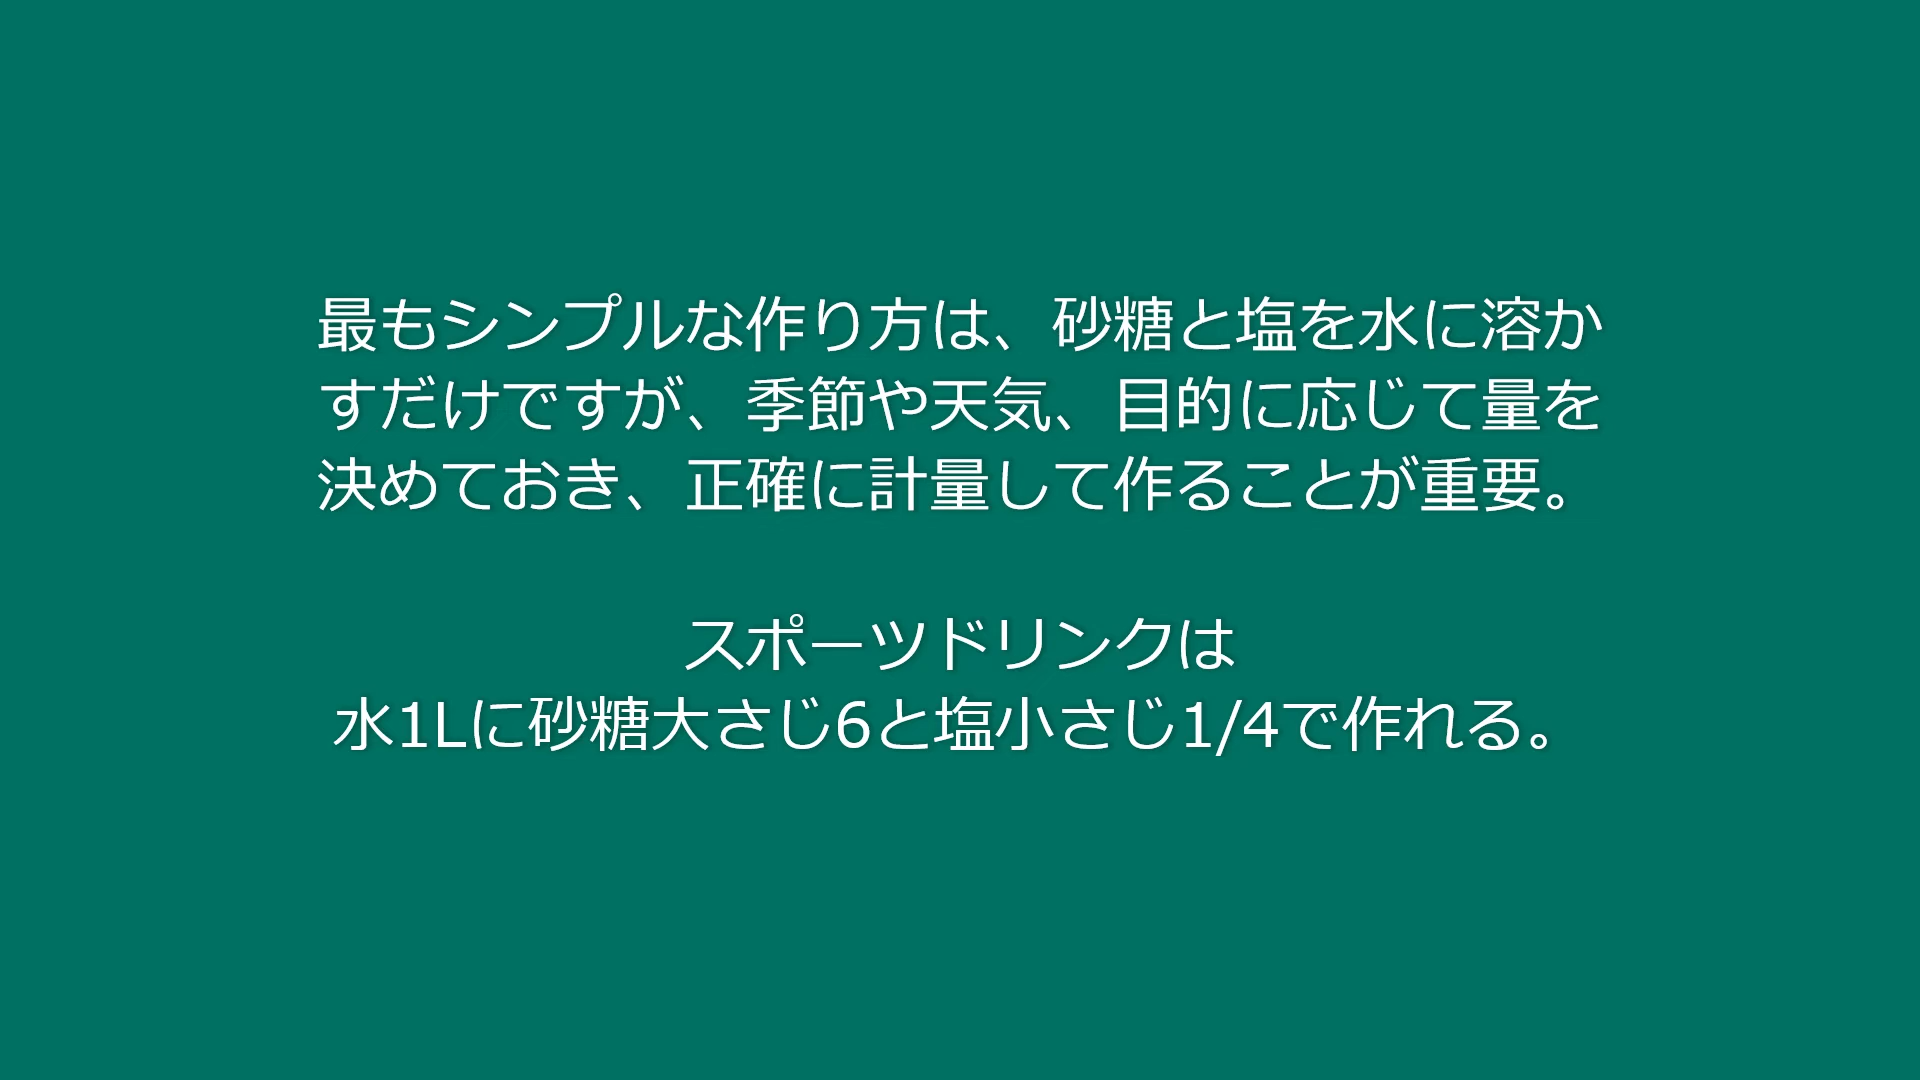 最もシンプルな作り方は、砂糖と塩を水に溶か
すだけですが、季節や天気、目的に応じて量を
決めておき、正確に計量して作ることが重要。
スポーツドリンクは
水1Lに砂糖大さじ6と塩小さじ1/4で作れる。